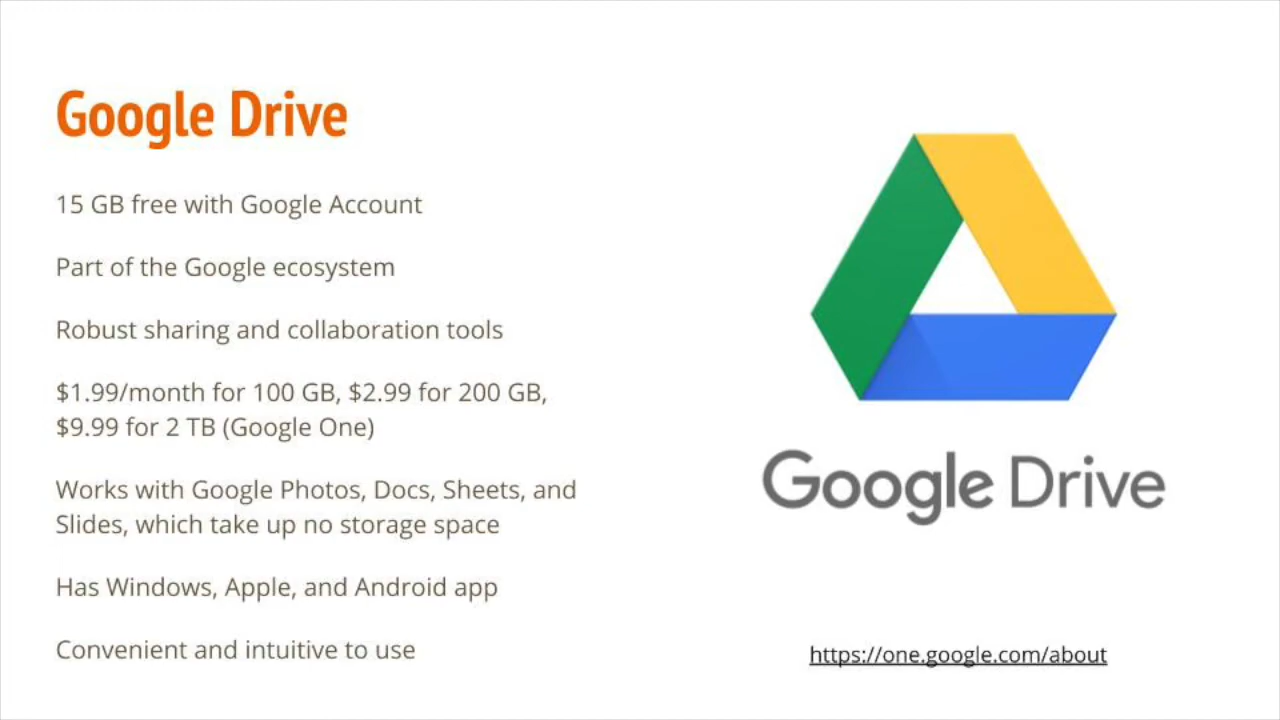 Google Drive
15 GB free with Google Account
Part of the Google ecosystem
Robust sharing and collaboration tools
$1.99/month for 100 GB, $2.99 for 200 GB,
$9.99 for 2 TB (Google One)
Works with Google Photos, Docs, Sheets, and
Slides, which take up no storage space
Has Windows, Apple, and Android app
Convenient and intuitive to use
Google Drive
https://one.google.com/about